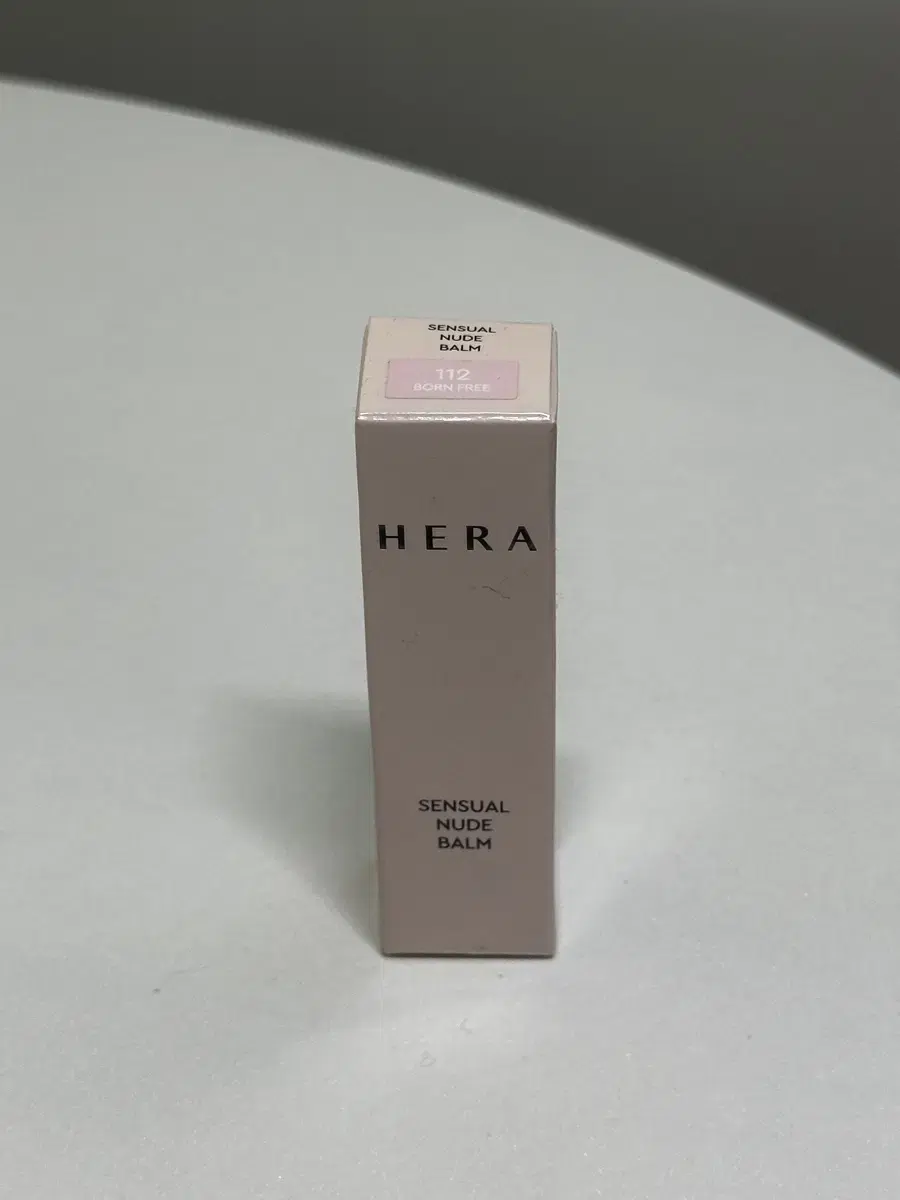 SENSUAL
NUDE
BALM
112
BORN FREE
HERA
SENSUAL
NUDE
BALM